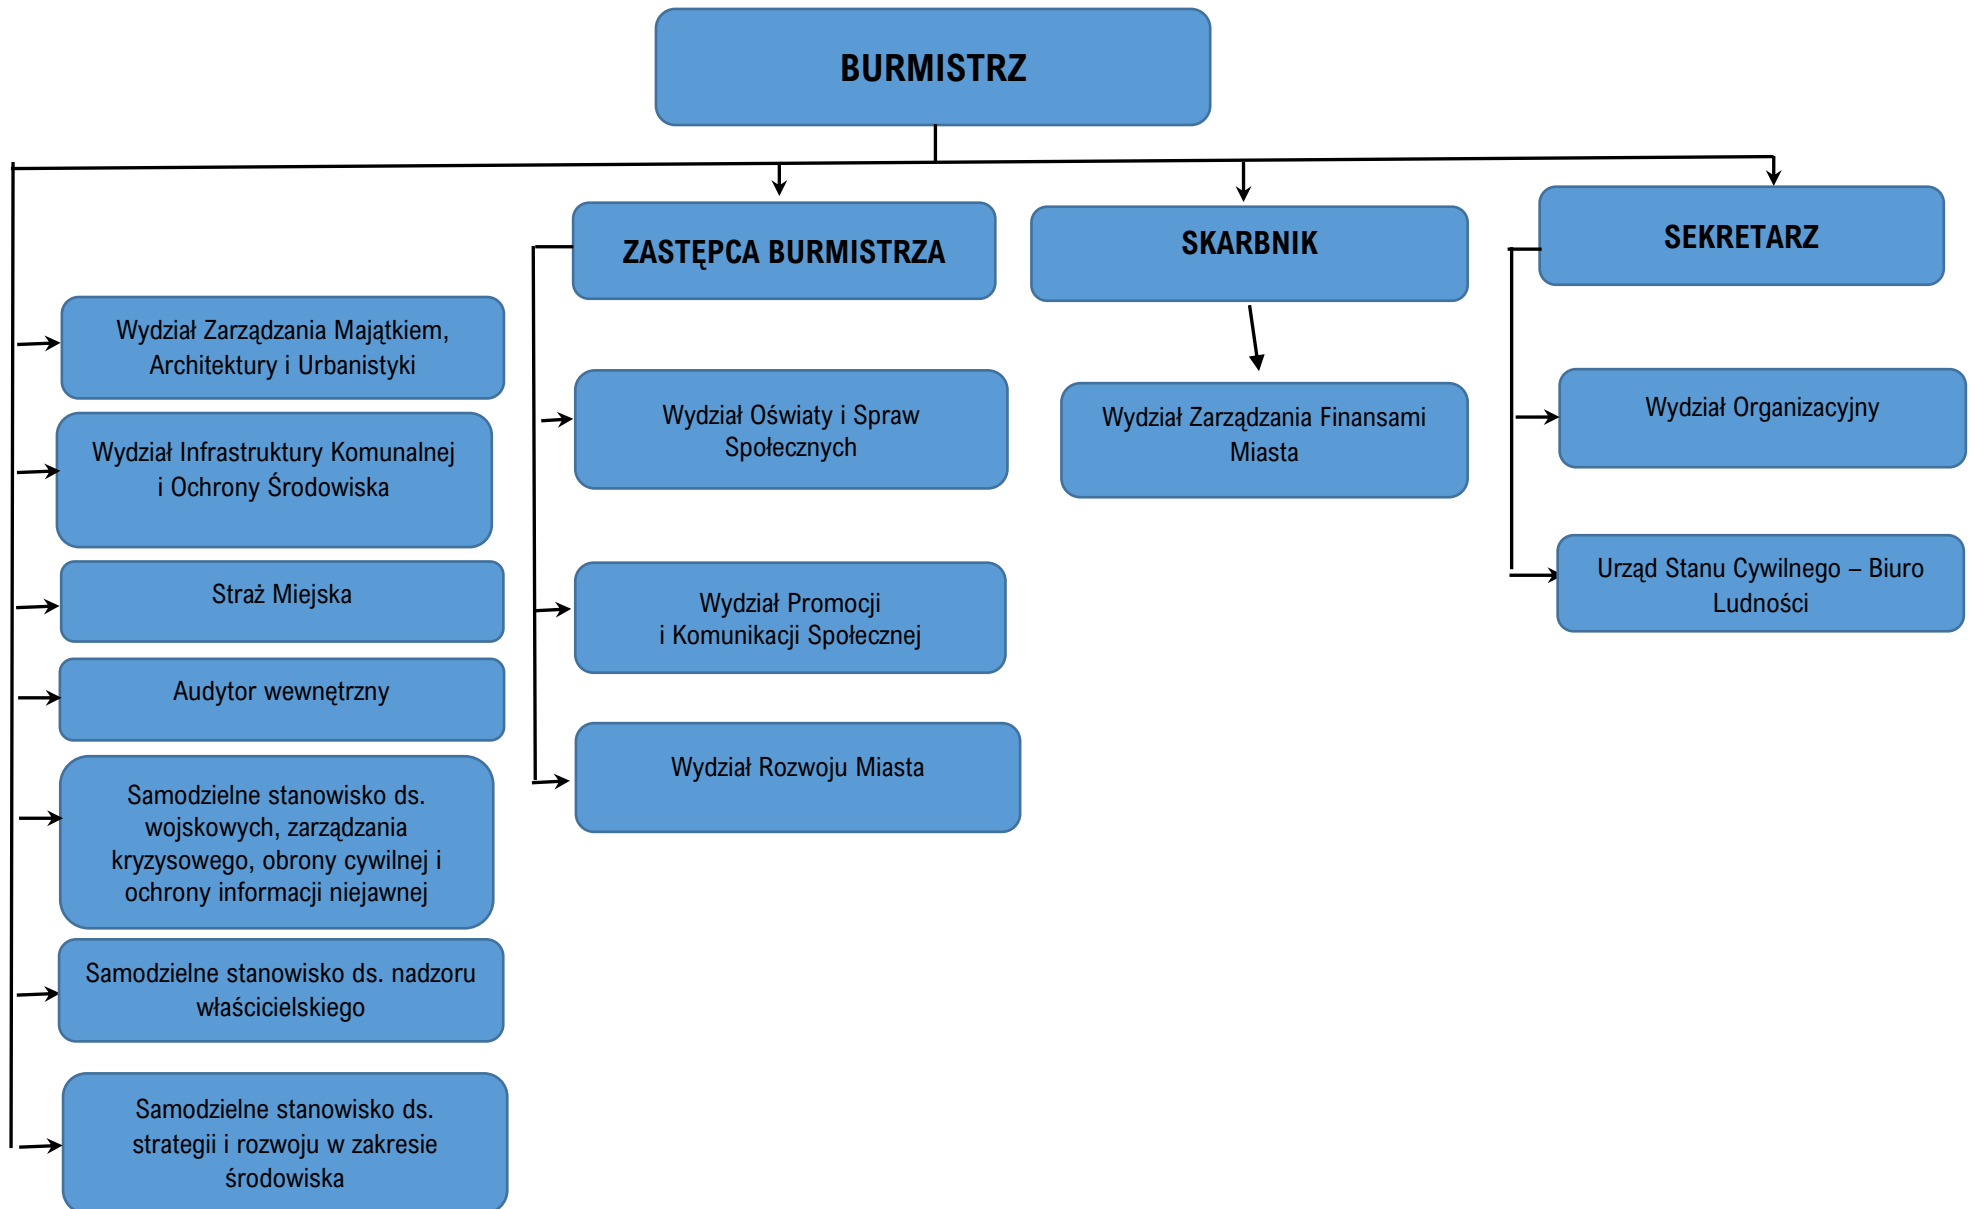 BURMISTRZ
ZASTĘPCA BURMISTRZA
SKARBNIK
SEKRETARZ
Wydział Zarządzania Majątkiem,
Architektury i Urbanistyki
Wydział Infrastruktury Komunalnej
i Ochrony Środowiska
Straż Miejska
Audytor wewnętrzny
Samodzielne stanowisko ds.
wojskowych, zarządzania
kryzysowego, obrony cywilnej i
ochrony informacji niejawnej
Samodzielne stanowisko ds. nadzoru
właścicielskiego
Samodzielne stanowisko ds.
strategii i rozwoju w zakresie
środowiska
Wydział Oświaty i Spraw
Społecznych
Wydział Promocji
i Komunikacji Społecznej
Wydział Rozwoju Miasta
Wydział Zarządzania Finansami
Miasta
Wydział Organizacyjny
Urząd Stanu Cywilnego – Biuro
Ludności